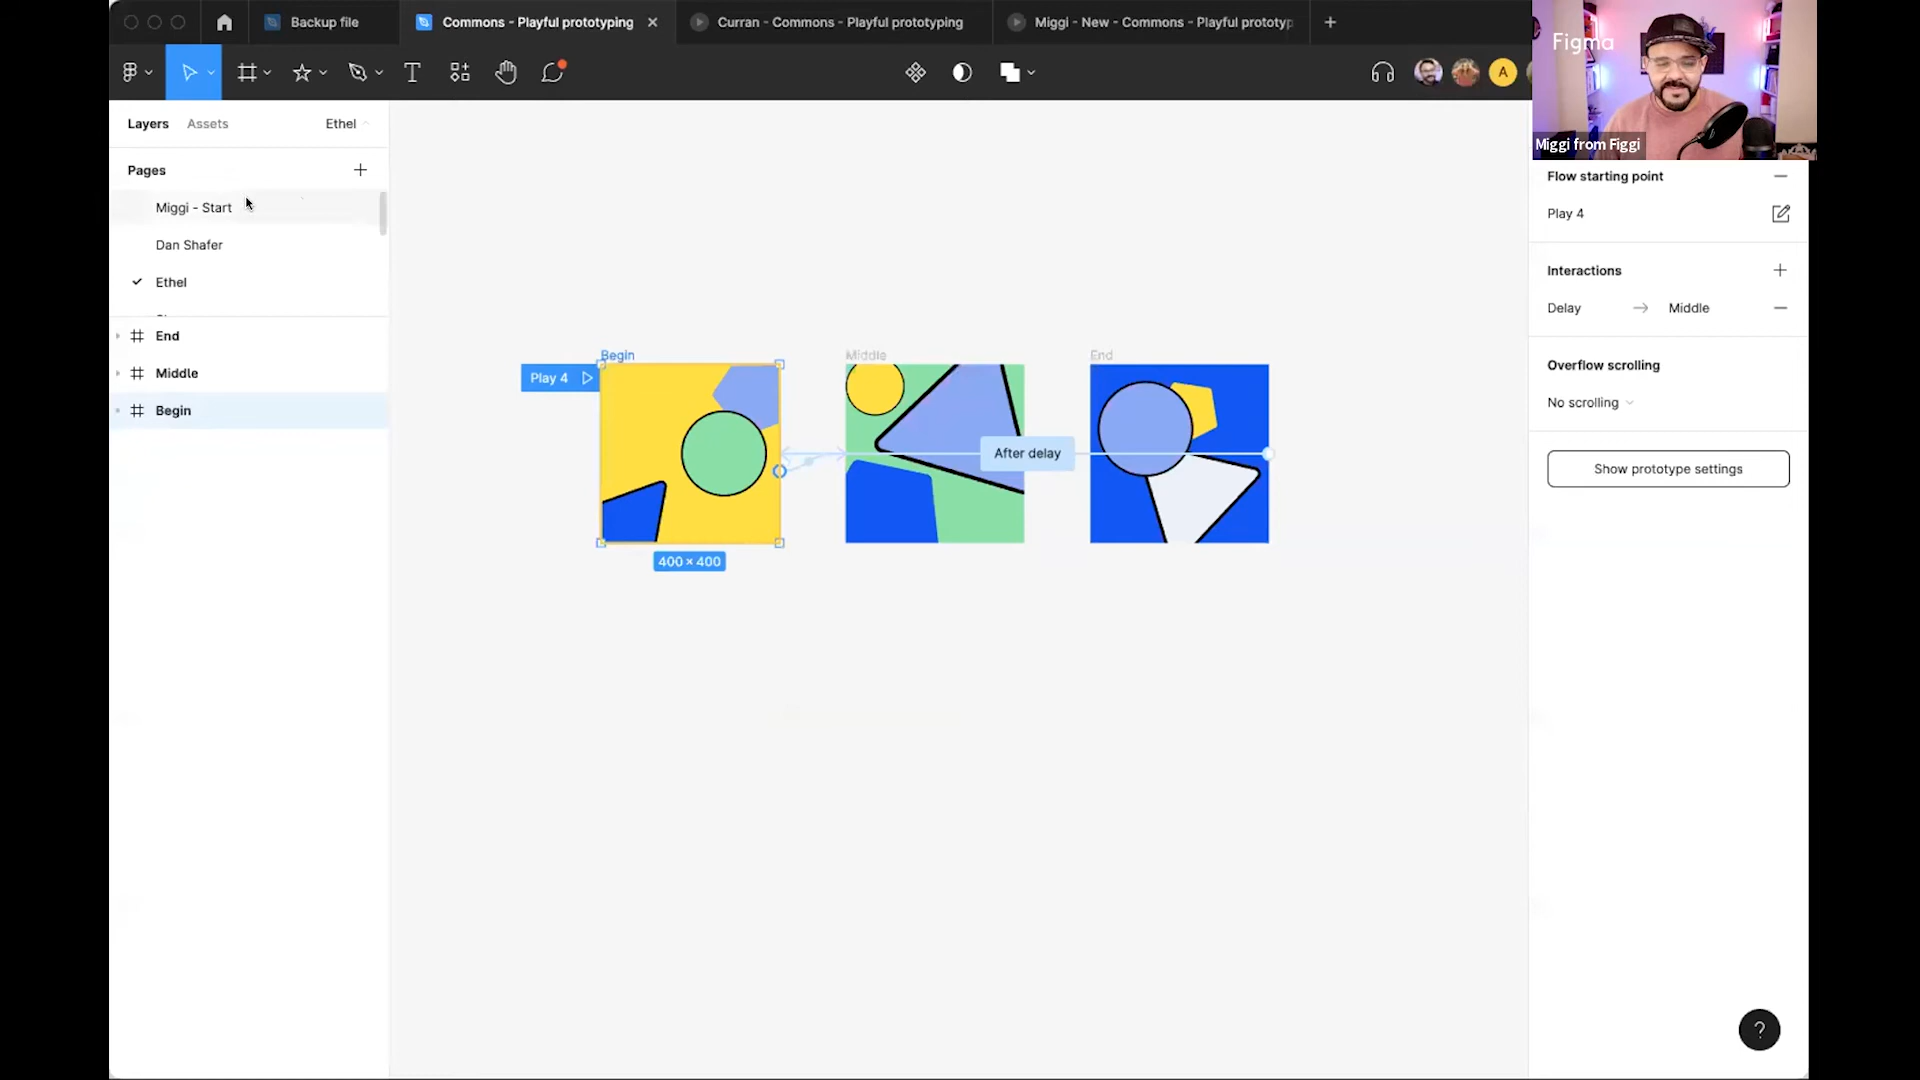 Backup file
Commons - Playful prototyping
Curran - Commons - Playful prototyping
Miggi - New - Commons - Playful prototyp
Figma
Miggi from Figgi
A
Layers
Assets
Ethel
Pages
Miggi - Start
Dan Shafer
Ethel
End
Middle
Begin
Begin
Middle
End
Play 4
After delay
400 × 400
Flow starting point
Play 4
Interactions
Delay
Middle
Overflow scrolling
No scrolling
Show prototype settings
?